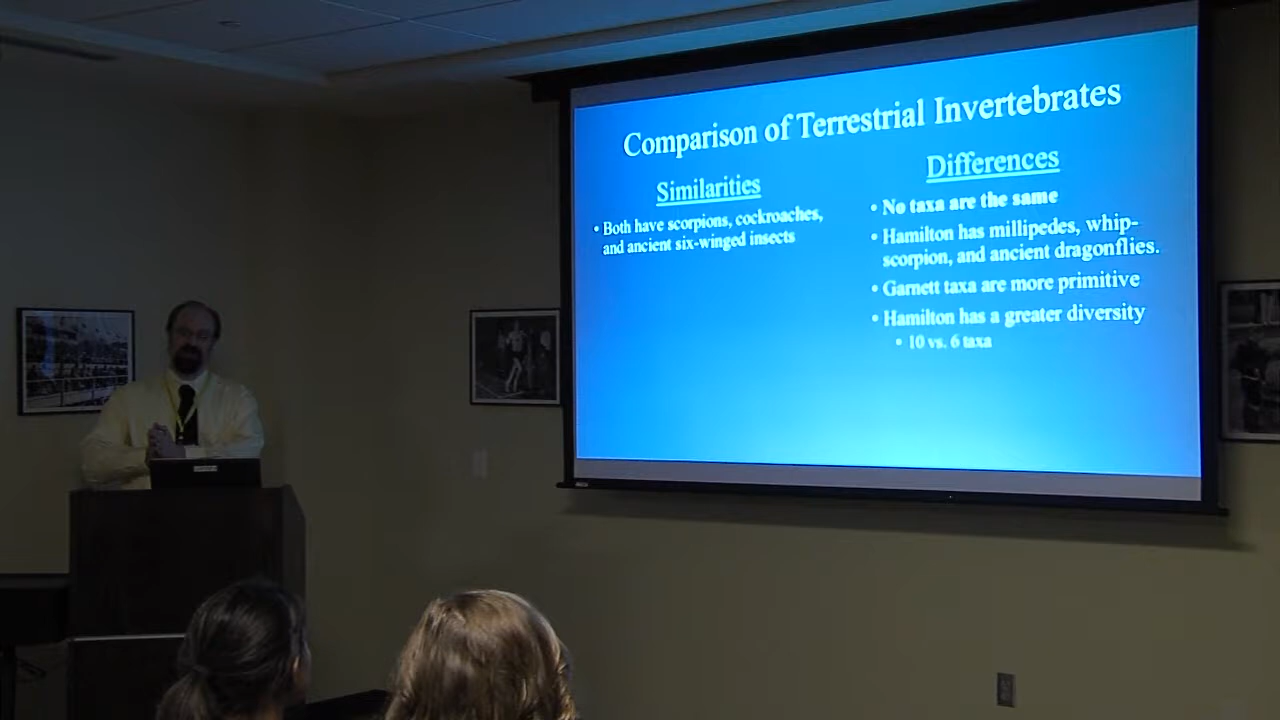 Comparison of Terrestrial Invertebrates
Similarities
• Both have scorpions, cockroaches,
and ancient six-winged insects
Differences
• No taxa are the same
• Hamilton has millipedes, whip-
scorpion, and ancient dragonflies.
• Garnett taxa are more primitive
• Hamilton has a greater diversity
• 10 vs. 6 taxa